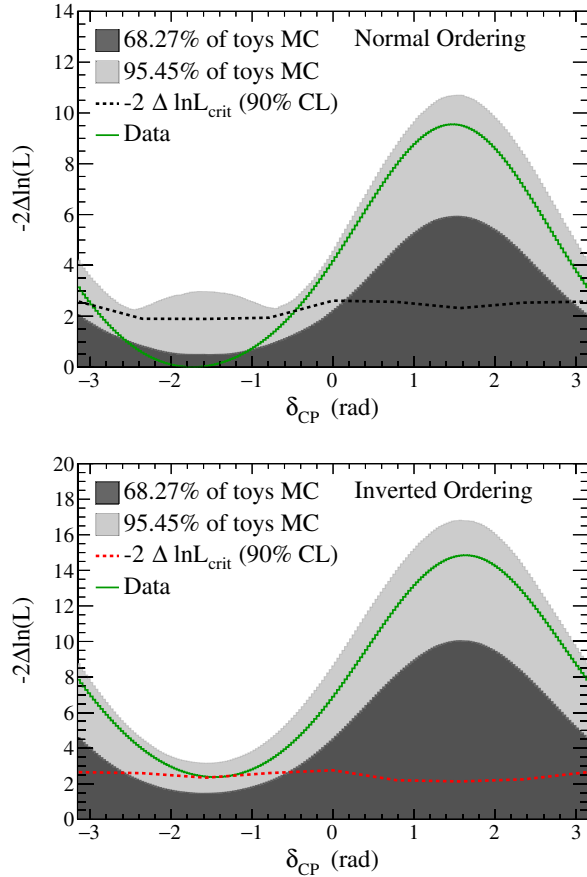 14
12
10
8
6
4
2
0
-2Δln(L)
68.27% of toys MC
95.45% of toys MC
-2 Δ lnL_crit (90% CL)
Data
Normal Ordering
−3 −2 −1 0 1 2 3
δ_CP (rad)
20
18
16
14
12
10
8
6
4
2
0
-2Δln(L)
68.27% of toys MC
95.45% of toys MC
-2 Δ lnL_crit (90% CL)
Data
Inverted Ordering
−3 −2 −1 0 1 2 3
δ_CP (rad)